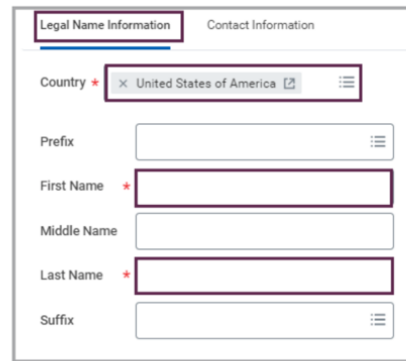 Legal Name Information Contact Information
Country * × United States of America
Prefix
First Name *
Middle Name
Last Name *
Suffix